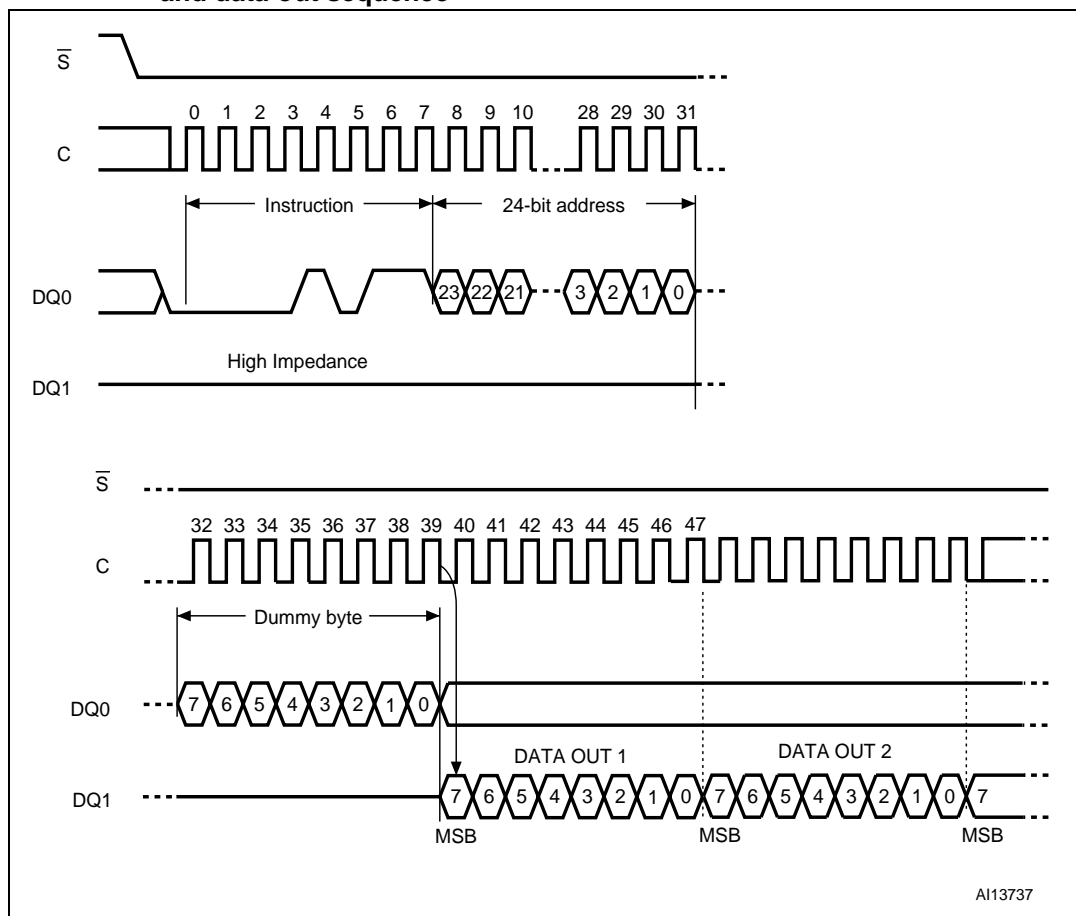 and data-out sequence
S
0 1 2 3 4 5 6 7 8 9 10 28 29 30 31
C
Instruction 24-bit address
DQ0 23 22 21 3 2 1 0
High Impedance
DQ1
S
32 33 34 35 36 37 38 39 40 41 42 43 44 45 46 47
C
Dummy byte
DQ0 7 6 5 4 3 2 1 0
DATA OUT 1 DATA OUT 2
DQ1 7 6 5 4 3 2 1 0 7 6 5 4 3 2 1 0 7
MSB MSB MSB
AI13737